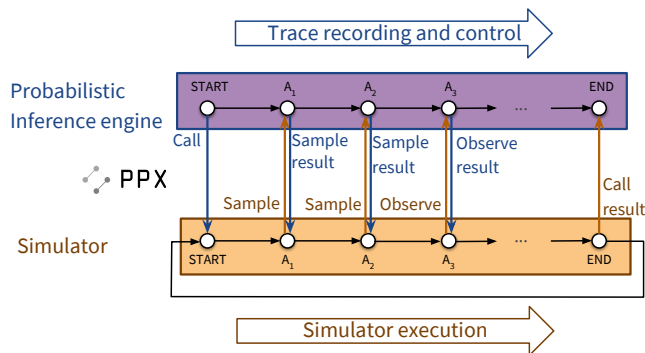 Trace recording and control
START A₁ A₂ A₃ END
...
Probabilistic
Inference engine
Call
Sample
result
Sample
result
Observe
result
PPX
Sample
Sample
Observe
Call
result
Simulator
...
START A₁ A₂ A₃ END
Simulator execution